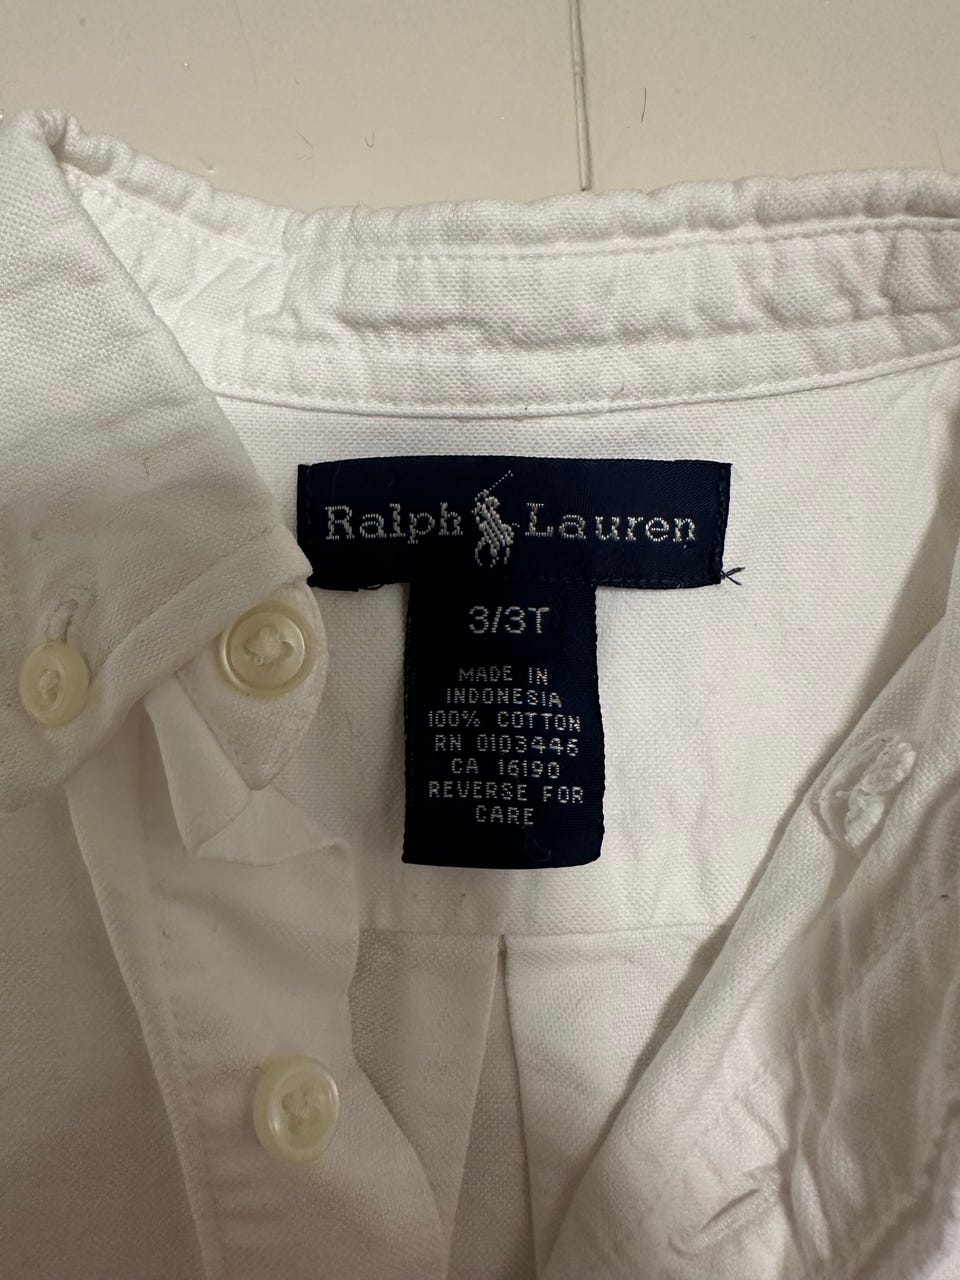 Ralph Lauren
3/3T
MADE IN
INDONESIA
100% COTTON
RN 0103446
CA 16190
REVERSE FOR
CARE